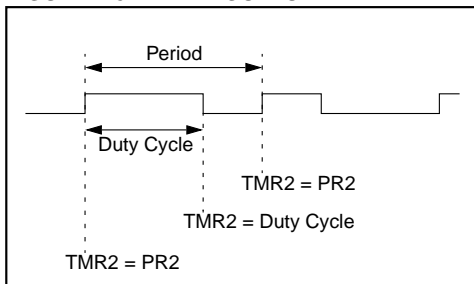 Period
Duty Cycle
TMR2 = PR2
TMR2 = Duty Cycle
TMR2 = PR2